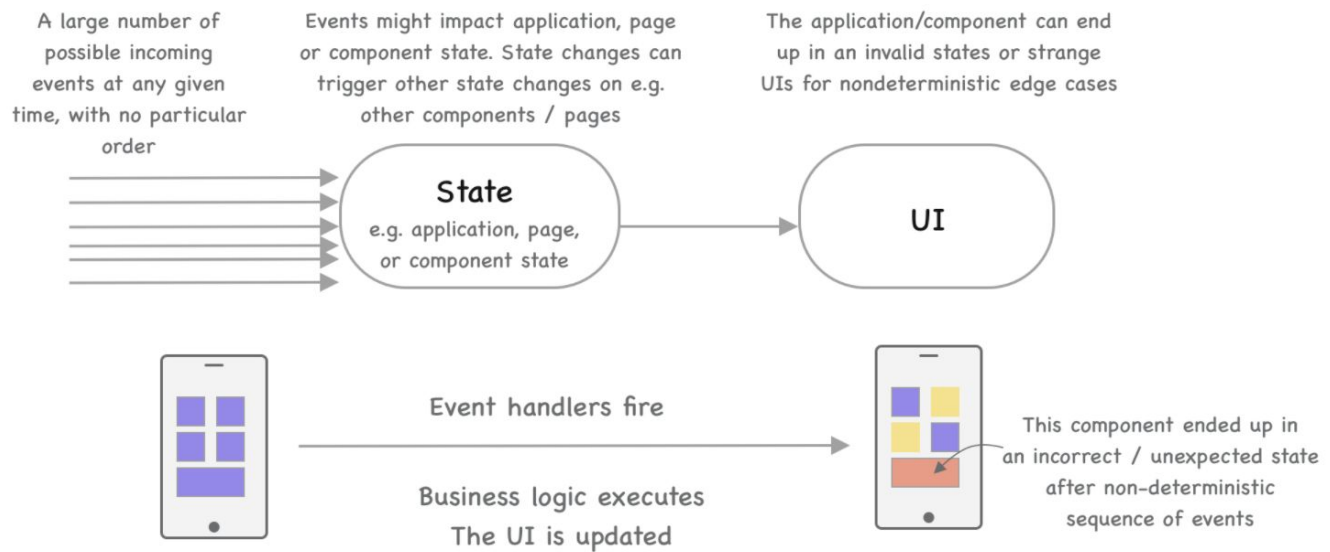 A large number of
possible incoming
events at any given
time, with no particular
order
Events might impact application, page
or component state. State changes can
trigger other state changes on e.g.
other components / pages
The application/component can end
up in an invalid states or strange
UIs for nondeterministic edge cases
State
e.g. application, page,
or component state
UI
Event handlers fire
Business logic executes
The UI is updated
This component ended up in
an incorrect / unexpected state
after non-deterministic
sequence of events